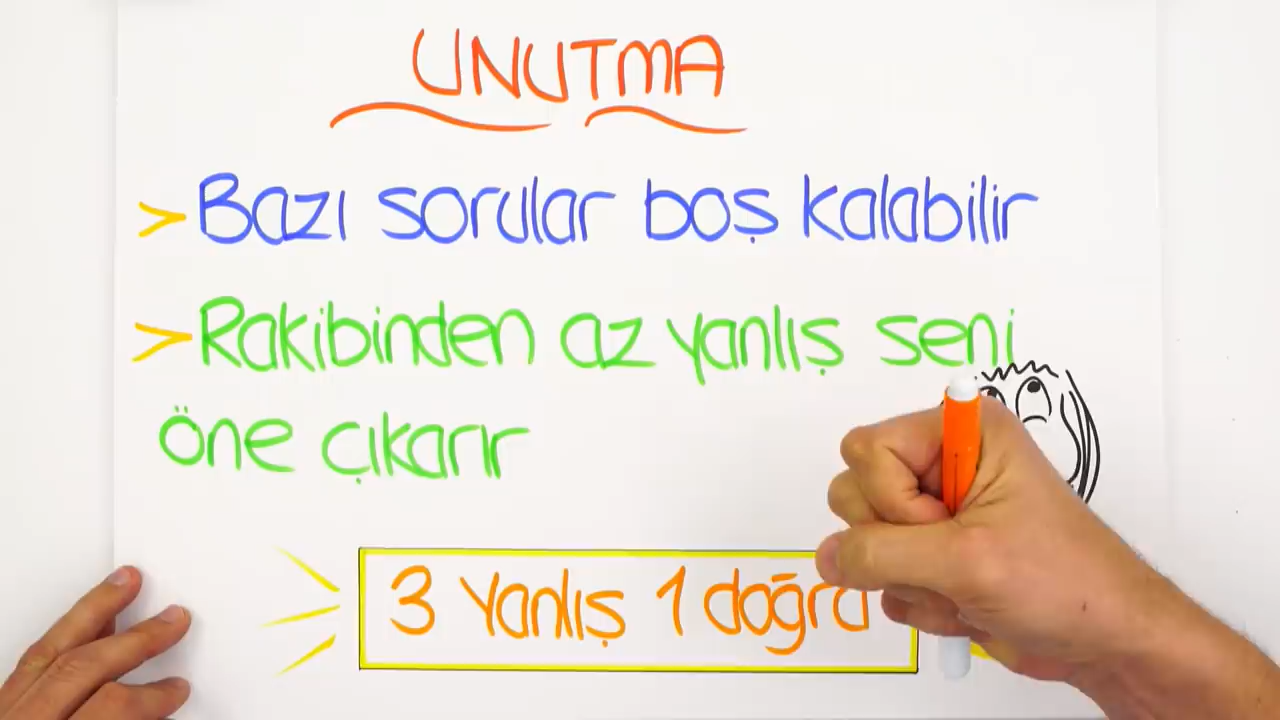 UNUTMA
> Bazı sorular boş kalabilir
> Rakibinden az yanlış seni
öne çıkarır
3 Yanlış 1 doğru